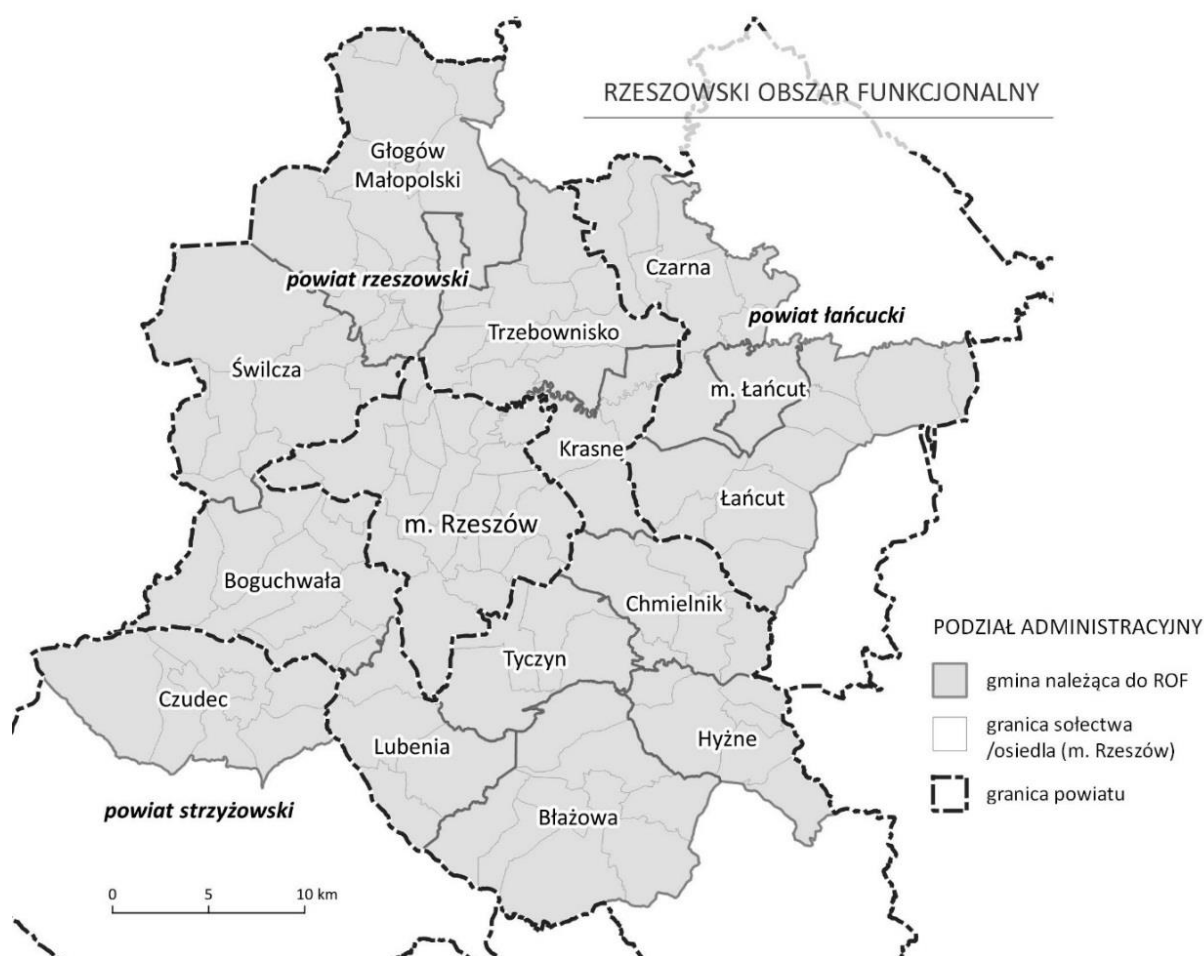 RZESZOWSKI OBSZAR FUNKCJONALNY
Głogów
Małopolski
Czarna
powiat rzeszowski
powiat łańcucki
Trzebownisko
Świlcza
m. Łańcut
Krasne
Łańcut
m. Rzeszów
Boguchwała
Chmielnik
Tyczyn
Czudec
Lubenia
Hyżne
Błażowa
powiat strzyżowski
PODZIAŁ ADMINISTRACYJNY
gmina należąca do ROF
granica sołectwa
/osiedla (m. Rzeszów)
granica powiatu
0 5 10 km